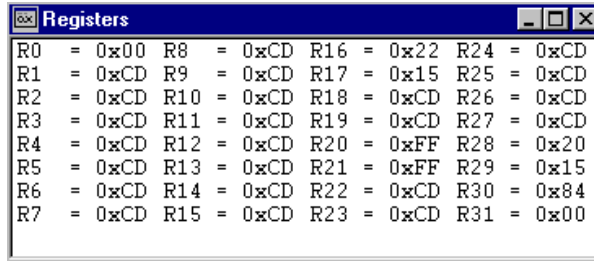 Registers
R0 = 0x00 R8 = 0xCD R16 = 0x22 R24 = 0xCD
R1 = 0xCD R9 = 0xCD R17 = 0x15 R25 = 0xCD
R2 = 0xCD R10 = 0xCD R18 = 0xCD R26 = 0xCD
R3 = 0xCD R11 = 0xCD R19 = 0xCD R27 = 0xCD
R4 = 0xCD R12 = 0xCD R20 = 0xFF R28 = 0x20
R5 = 0xCD R13 = 0xCD R21 = 0xFF R29 = 0x15
R6 = 0xCD R14 = 0xCD R22 = 0xCD R30 = 0x84
R7 = 0xCD R15 = 0xCD R23 = 0xCD R31 = 0x00